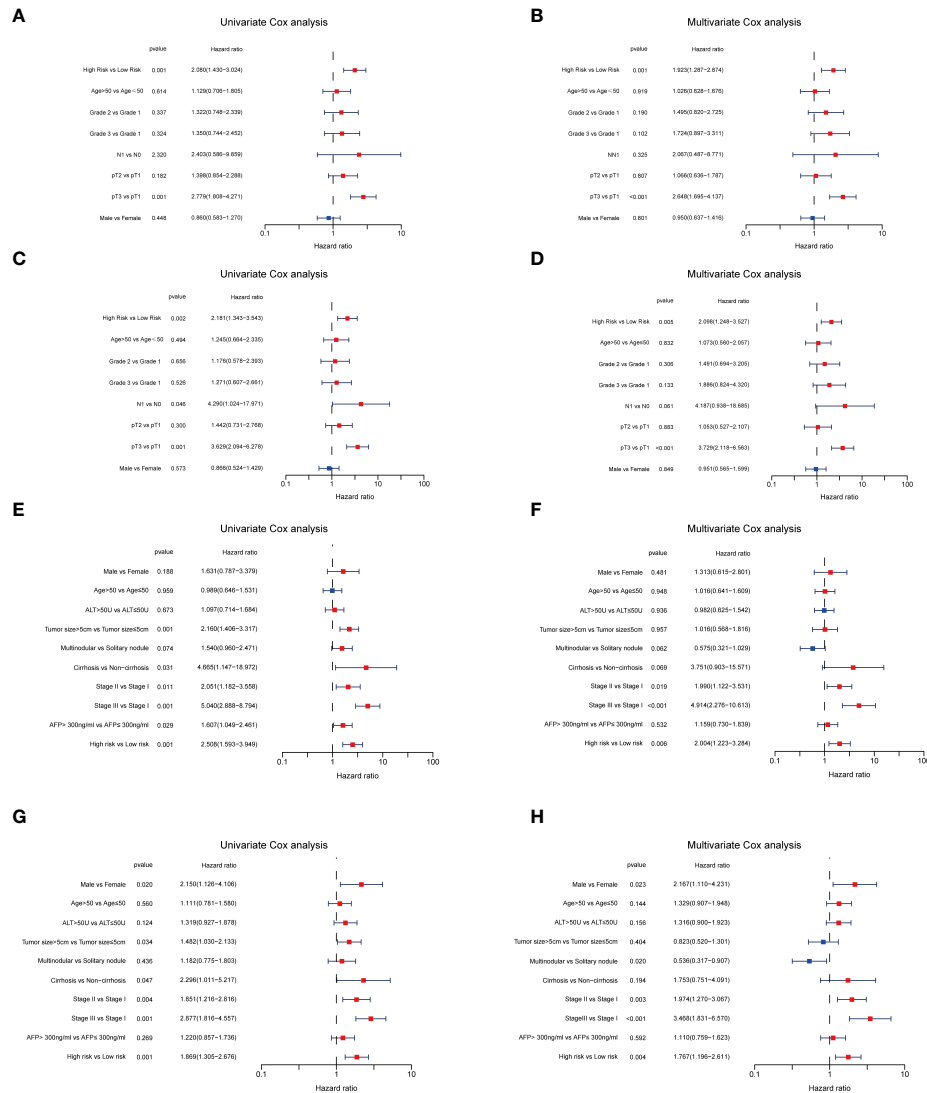 A
Univariate Cox analysis
pvalue Hazard ratio
High Risk vs Low Risk 0.001 2.080(1.430−3.024)
Age>50 vs Age≤50 0.614 1.129(0.706−1.805)
Grade 2 vs Grade 1 0.337 1.322(0.748−2.339)
Grade 3 vs Grade 1 0.324 1.350(0.744−2.452)
N1 vs N0 2.320 2.403(0.586−9.859)
pT2 vs pT1 0.182 1.398(0.854−2.288)
pT3 vs pT1 0.001 2.779(1.808−4.271)
Male vs Female 0.448 0.860(0.583−1.270)
0.1 1 10
Hazard ratio
B
Multivariate Cox analysis
pvalue Hazard ratio
High Risk vs Low Risk 0.001 1.923(1.287−2.874)
Age>50 vs Age≤50 0.919 1.026(0.628−1.676)
Grade 2 vs Grade 1 0.190 1.495(0.820−2.725)
Grade 3 vs Grade 1 0.102 1.724(0.897−3.311)
NN1 0.325 2.067(0.487−8.771)
pT2 vs pT1 0.807 1.066(0.636−1.787)
pT3 vs pT1 <0.001 2.648(1.695−4.137)
Male vs Female 0.801 0.950(0.637−1.416)
0.1 1 10
Hazard ratio
C
Univariate Cox analysis
pvalue Hazard ratio
High Risk vs Low Risk 0.002 2.181(1.343−3.543)
Age>50 vs Age≤50 0.494 1.245(0.664−2.335)
Grade 2 vs Grade 1 0.656 1.176(0.578−2.393)
Grade 3 vs Grade 1 0.526 1.271(0.607−2.661)
N1 vs N0 0.046 4.290(1.024−17.971)
pT2 vs pT1 0.300 1.442(0.731−2.768)
pT3 vs pT1 0.001 3.629(2.094−6.278)
Male vs Female 0.573 0.866(0.524−1.429)
0.1 1 10 100
Hazard ratio
D
Multivariate Cox analysis
pvalue Hazard ratio
High Risk vs Low Risk 0.005 2.098(1.248−3.527)
Age>50 vs Age≤50 0.832 1.073(0.560−2.057)
Grade 2 vs Grade 1 0.306 1.491(0.694−3.205)
Grade 3 vs Grade 1 0.133 1.886(0.824−4.320)
N1 vs N0 0.061 4.187(0.938−18.685)
pT2 vs pT1 0.883 1.053(0.527−2.107)
pT3 vs pT1 <0.001 3.729(2.118−6.563)
Male vs Female 0.849 0.951(0.565−1.599)
0.1 1 10 100
Hazard ratio
E
Univariate Cox analysis
pvalue Hazard ratio
Male vs Female 0.188 1.631(0.787−3.379)
Age>50 vs Age≤50 0.959 0.989(0.646−1.531)
ALT>50U vs ALT≤50U 0.673 1.097(0.714−1.684)
Tumor size>5cm vs Tumor size≤5cm 0.001 2.160(1.406−3.317)
Multinodular vs Solitary nodule 0.074 1.540(0.960−2.471)
Cirrhosis vs Non−cirrhosis 0.031 4.665(1.147−18.972)
Stage II vs Stage I 0.011 2.051(1.182−3.558)
Stage III vs Stage I 0.001 5.040(2.888−8.794)
AFP> 300ng/ml vs AFP≤ 300ng/ml 0.029 1.607(1.049−2.461)
High risk vs Low risk 0.001 2.508(1.593−3.949)
0.1 1 10 100
Hazard ratio
F
Multivariate Cox analysis
pvalue Hazard ratio
Male vs Female 0.481 1.313(0.615−2.801)
Age>50 vs Age≤50 0.948 1.016(0.641−1.609)
ALT>50U vs ALT≤50U 0.936 0.982(0.625−1.542)
Tumor size>5cm vs Tumor size≤5cm 0.957 1.016(0.568−1.816)
Multinodular vs Solitary nodule 0.062 0.575(0.321−1.029)
Cirrhosis vs Non−cirrhosis 0.069 3.751(0.903−15.571)
Stage II vs Stage I 0.019 1.990(1.122−3.531)
Stage III vs Stage I <0.001 4.914(2.276−10.613)
AFP> 300ng/ml vs AFP≤ 300ng/ml 0.532 1.159(0.730−1.839)
High risk vs Low risk 0.006 2.004(1.223−3.284)
0.1 1 10 100
Hazard ratio
G
Univariate Cox analysis
pvalue Hazard ratio
Male vs Female 0.020 2.150(1.126−4.106)
Age>50 vs Age≤50 0.560 1.111(0.781−1.580)
ALT>50U vs ALT≤50U 0.124 1.319(0.927−1.878)
Tumor size>5cm vs Tumor size≤5cm 0.034 1.482(1.030−2.133)
Multinodular vs Solitary nodule 0.436 1.182(0.775−1.803)
Cirrhosis vs Non−cirrhosis 0.047 2.296(1.011−5.217)
Stage II vs Stage I 0.004 1.851(1.216−2.816)
Stage III vs Stage I 0.001 2.877(1.816−4.557)
AFP> 300ng/ml vs AFP≤ 300ng/ml 0.269 1.220(0.857−1.736)
High risk vs Low risk 0.001 1.869(1.305−2.676)
0.1 1 10
Hazard ratio
H
Multivariate Cox analysis
pvalue Hazard ratio
Male vs Female 0.023 2.167(1.110−4.231)
Age>50 vs Age≤50 0.144 1.329(0.907−1.948)
ALT>50U vs ALT≤50U 0.156 1.316(0.900−1.923)
Tumor size>5cm vs Tumor size≤5cm 0.404 0.823(0.520−1.301)
Multinodular vs Solitary nodule 0.020 0.536(0.317−0.907)
Cirrhosis vs Non−cirrhosis 0.194 1.753(0.751−4.091)
Stage II vs Stage I 0.003 1.974(1.270−3.067)
StageIII vs Stage I <0.001 3.468(1.831−6.570)
AFP> 300ng/ml vs AFP≤ 300ng/ml 0.592 1.110(0.759−1.623)
High risk vs Low risk 0.004 1.767(1.196−2.611)
0.1 1 10
Hazard ratio